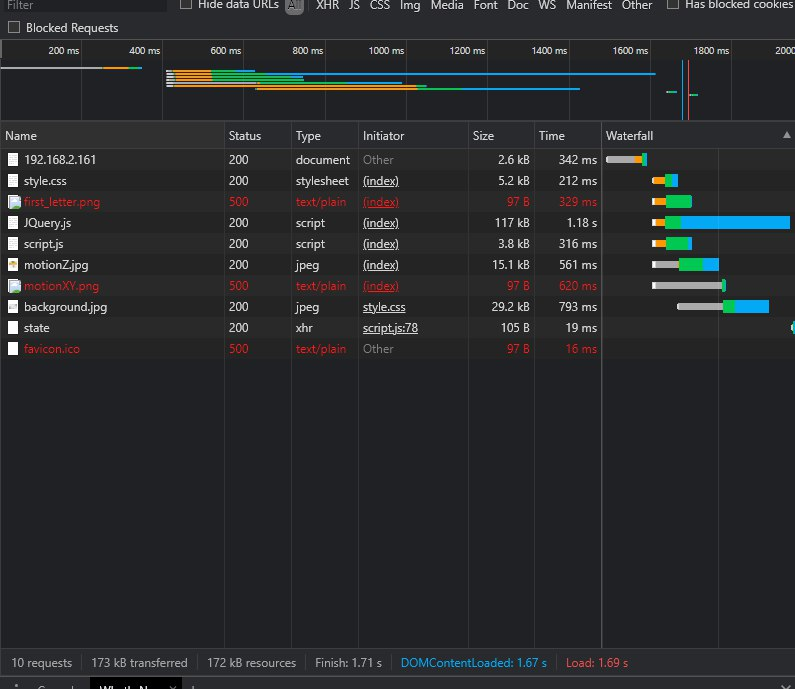 Filter Hide data URLs All XHR JS CSS Img Media Font Doc WS Manifest Other Has blocked cookies
Blocked Requests
200 ms 400 ms 600 ms 800 ms 1000 ms 1200 ms 1400 ms 1600 ms 1800 ms 2000
Name Status Type Initiator Size Time Waterfall
192.168.2.161 200 document Other 2.6 kB 342 ms
style.css 200 stylesheet (index) 5.2 kB 212 ms
first_letter.png 500 text/plain (index) 97 B 329 ms
JQuery.js 200 script (index) 117 kB 1.18 s
script.js 200 script (index) 3.8 kB 316 ms
motionZ.jpg 200 jpeg (index) 15.1 kB 561 ms
motionXY.png 500 text/plain (index) 97 B 620 ms
background.jpg 200 jpeg style.css 29.2 kB 793 ms
state 200 xhr script.js:78 105 B 19 ms
favicon.ico 500 text/plain Other 97 B 16 ms
10 requests 173 kB transferred 172 kB resources Finish: 1.71 s DOMContentLoaded: 1.67 s Load: 1.69 s